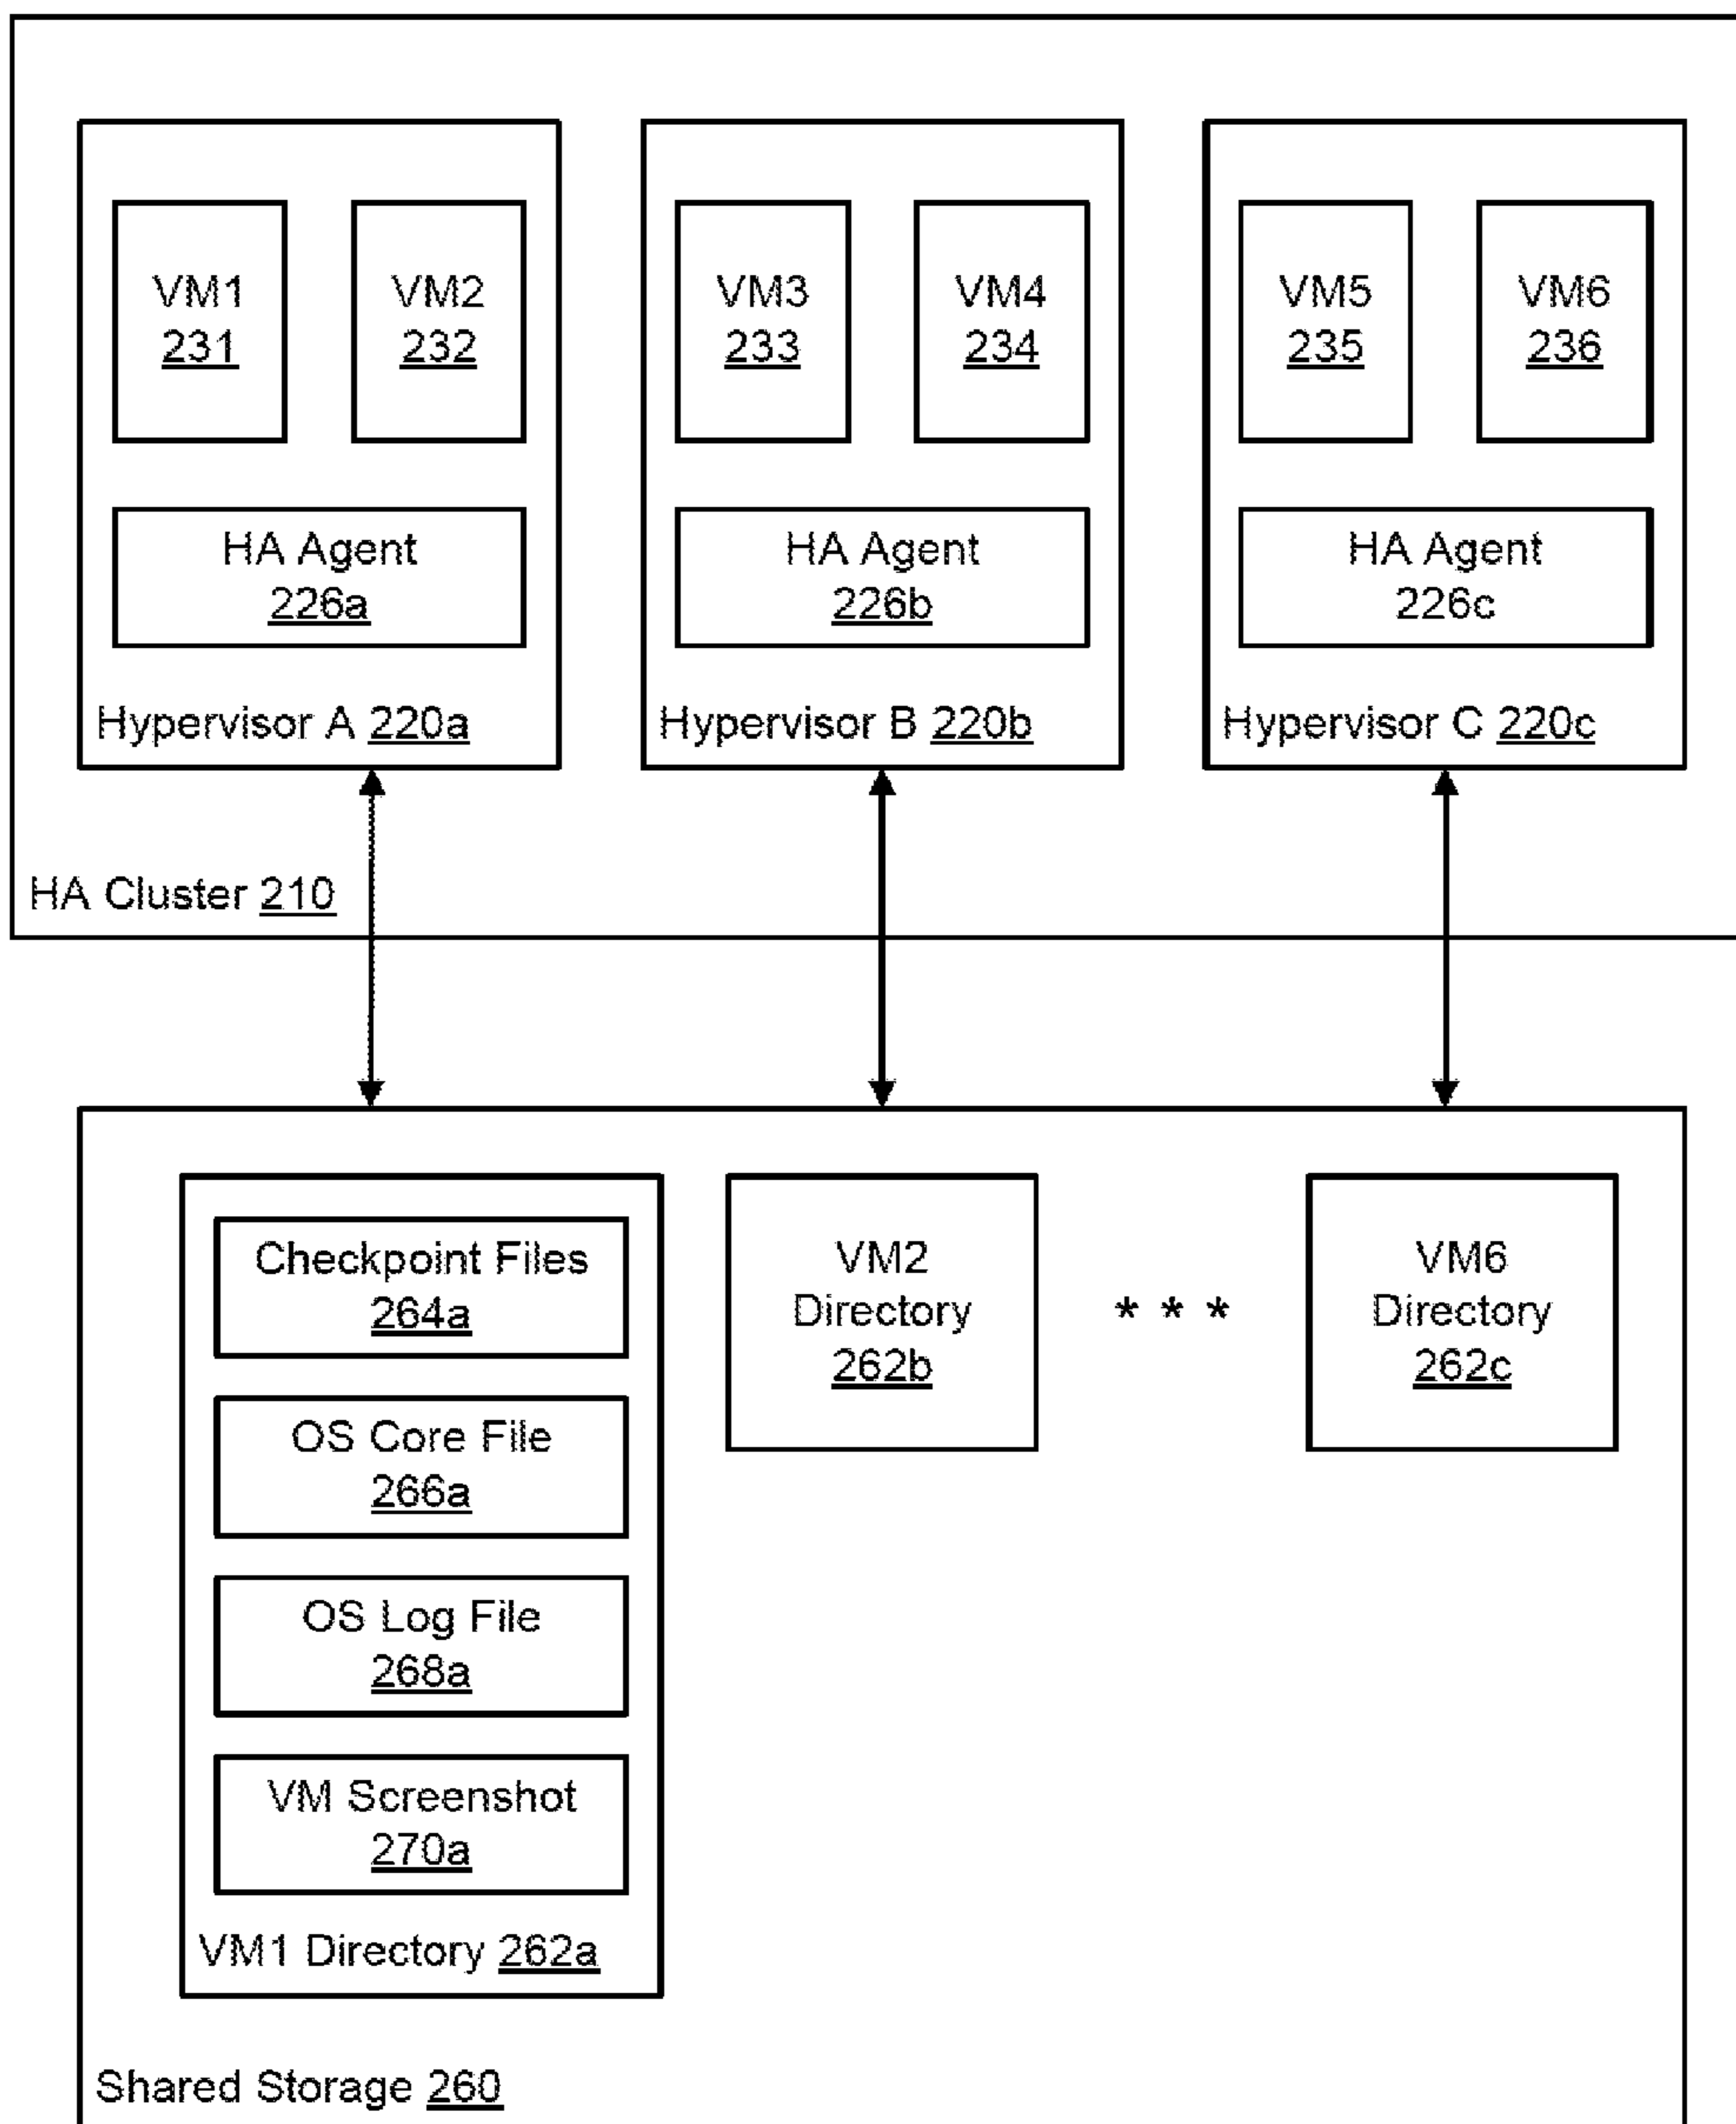 VM1
231
VM2
232
VM3
233
VM4
234
VM5
235
VM6
236
HA Agent
226a
HA Agent
226b
HA Agent
226c
Hypervisor A 220a
Hypervisor B 220b
Hypervisor C 220c
HA Cluster 210
Checkpoint Files
264a
OS Core File
266a
OS Log File
268a
VM Screenshot
270a
VM1 Directory 262a
VM2
Directory
262b
* * *
VM6
Directory
262c
Shared Storage 260